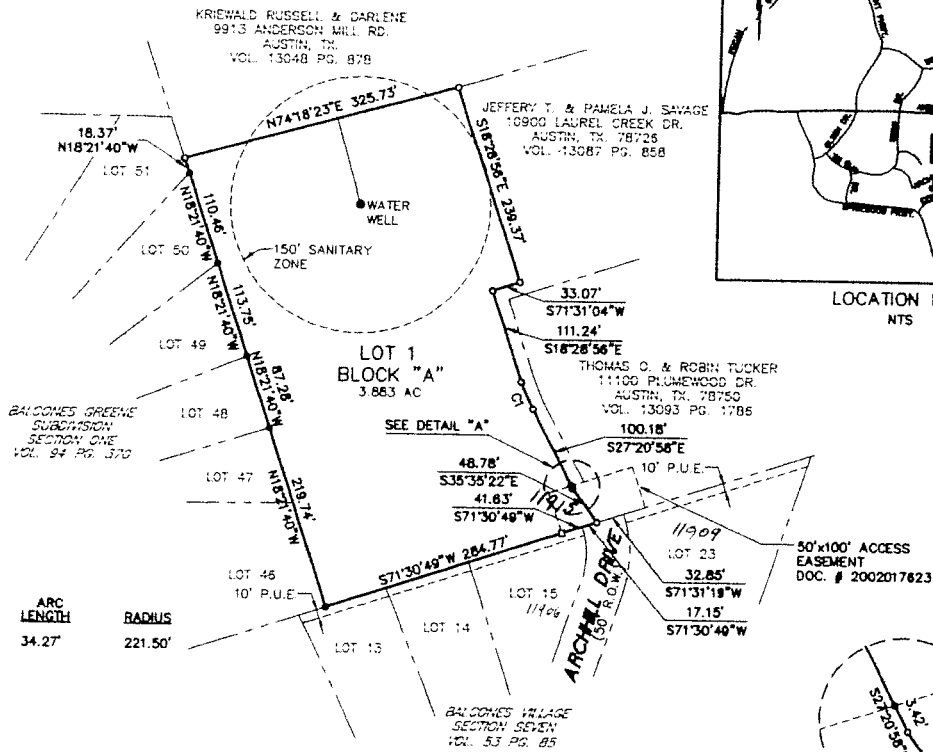 KRIEWALD RUSSELL & DARLENE
9913 ANDERSON MILL RD.
AUSTIN, TX.
VOL. 13048 PG. 878
N74°18'23"E 325.73'
JEFFERY T. & PAMELA J. SAVAGE
10900 LAUREL CREEK DR.
AUSTIN, TX. 78726
VOL. 13087 PG. 858
18.37'
N18°21'40"W
LOT 51
S18°28'56"E 239.37'
110.46'
N18°21'40"W
WATER
WELL
LOT 50
150' SANITARY
ZONE
LOCATION
NTS
113.75'
N18°21'40"W
33.07'
S71°31'04"W
111.24'
S18°28'56"E
LOT 49
LOT 1
BLOCK "A"
3.883 AC
THOMAS O. & ROBIN TUCKER
11100 PLUMEWOOD DR.
AUSTIN, TX. 78750
VOL. 13093 PG. 1786
87.28'
N18°21'40"W
C1
BALCONES GREENE
SUBDIVISION
SECTION ONE
VOL. 94 PG. 370
LOT 48
SEE DETAIL "A"
100.18'
S27°20'58"E
10' P.U.E.
LOT 47
48.78'
S35°35'22"E
11913
41.63'
S71°30'49"W
219.74'
N18°21'40"W
11909
LOT 23
50'x100' ACCESS
EASEMENT
DOC. # 2002017623
S71°30'49"W 284.77'
ARCHHILL DRIVE
(50' R.O.W.)
32.85'
S71°31'19"W
17.15'
S71°30'49"W
LOT 46
10' P.U.E.
LOT 15
11906
LOT 14
LOT 13
ARC
LENGTH
RADIUS
34.27'
221.50'
BALCONES VILLAGE
SECTION SEVEN
VOL. 53 PG. 85
3.42'
S27°20'58"